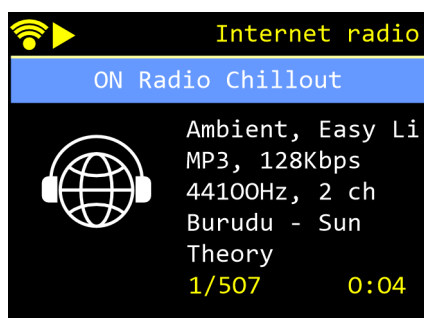 Internet radio
ON Radio Chillout
Ambient, Easy Li
MP3, 128Kbps
44100Hz, 2 ch
Burudu - Sun
Theory
1/507 0:04